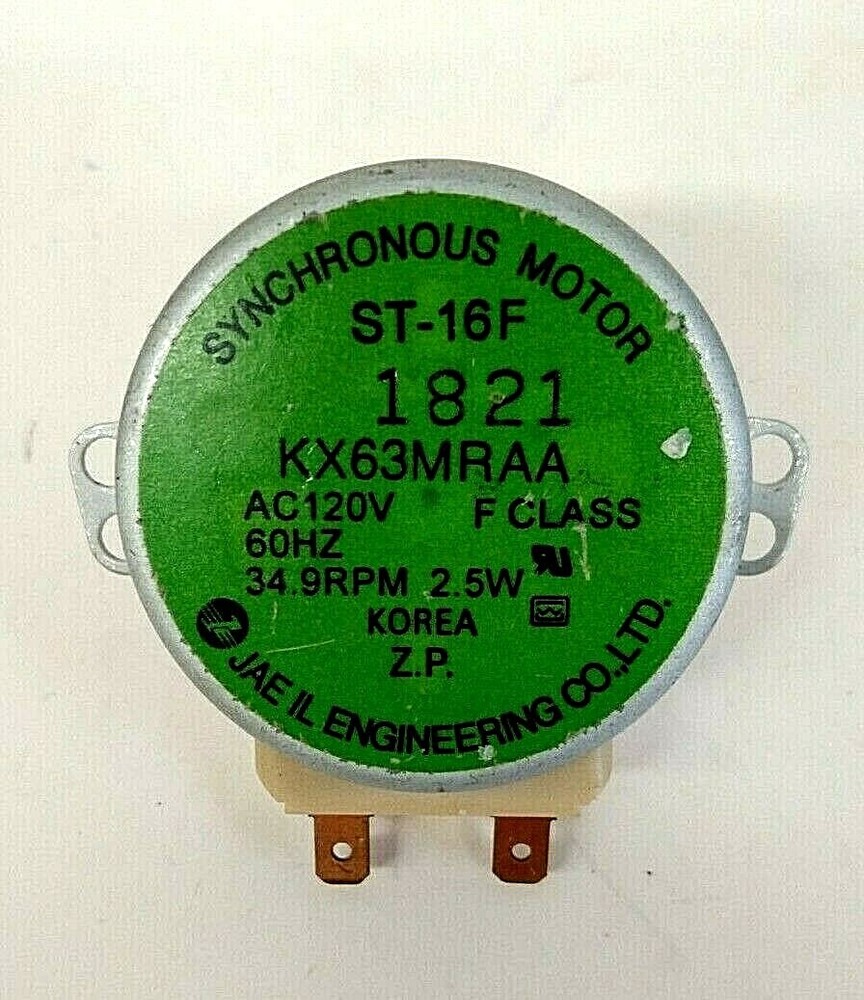 SYNCHRONOUS MOTOR
ST-16F
1821
KX63MRAA
AC120V F CLASS
60HZ
34.9RPM 2.5W
KOREA
Z.P.
JAE IL ENGINEERING CO.,LTD.